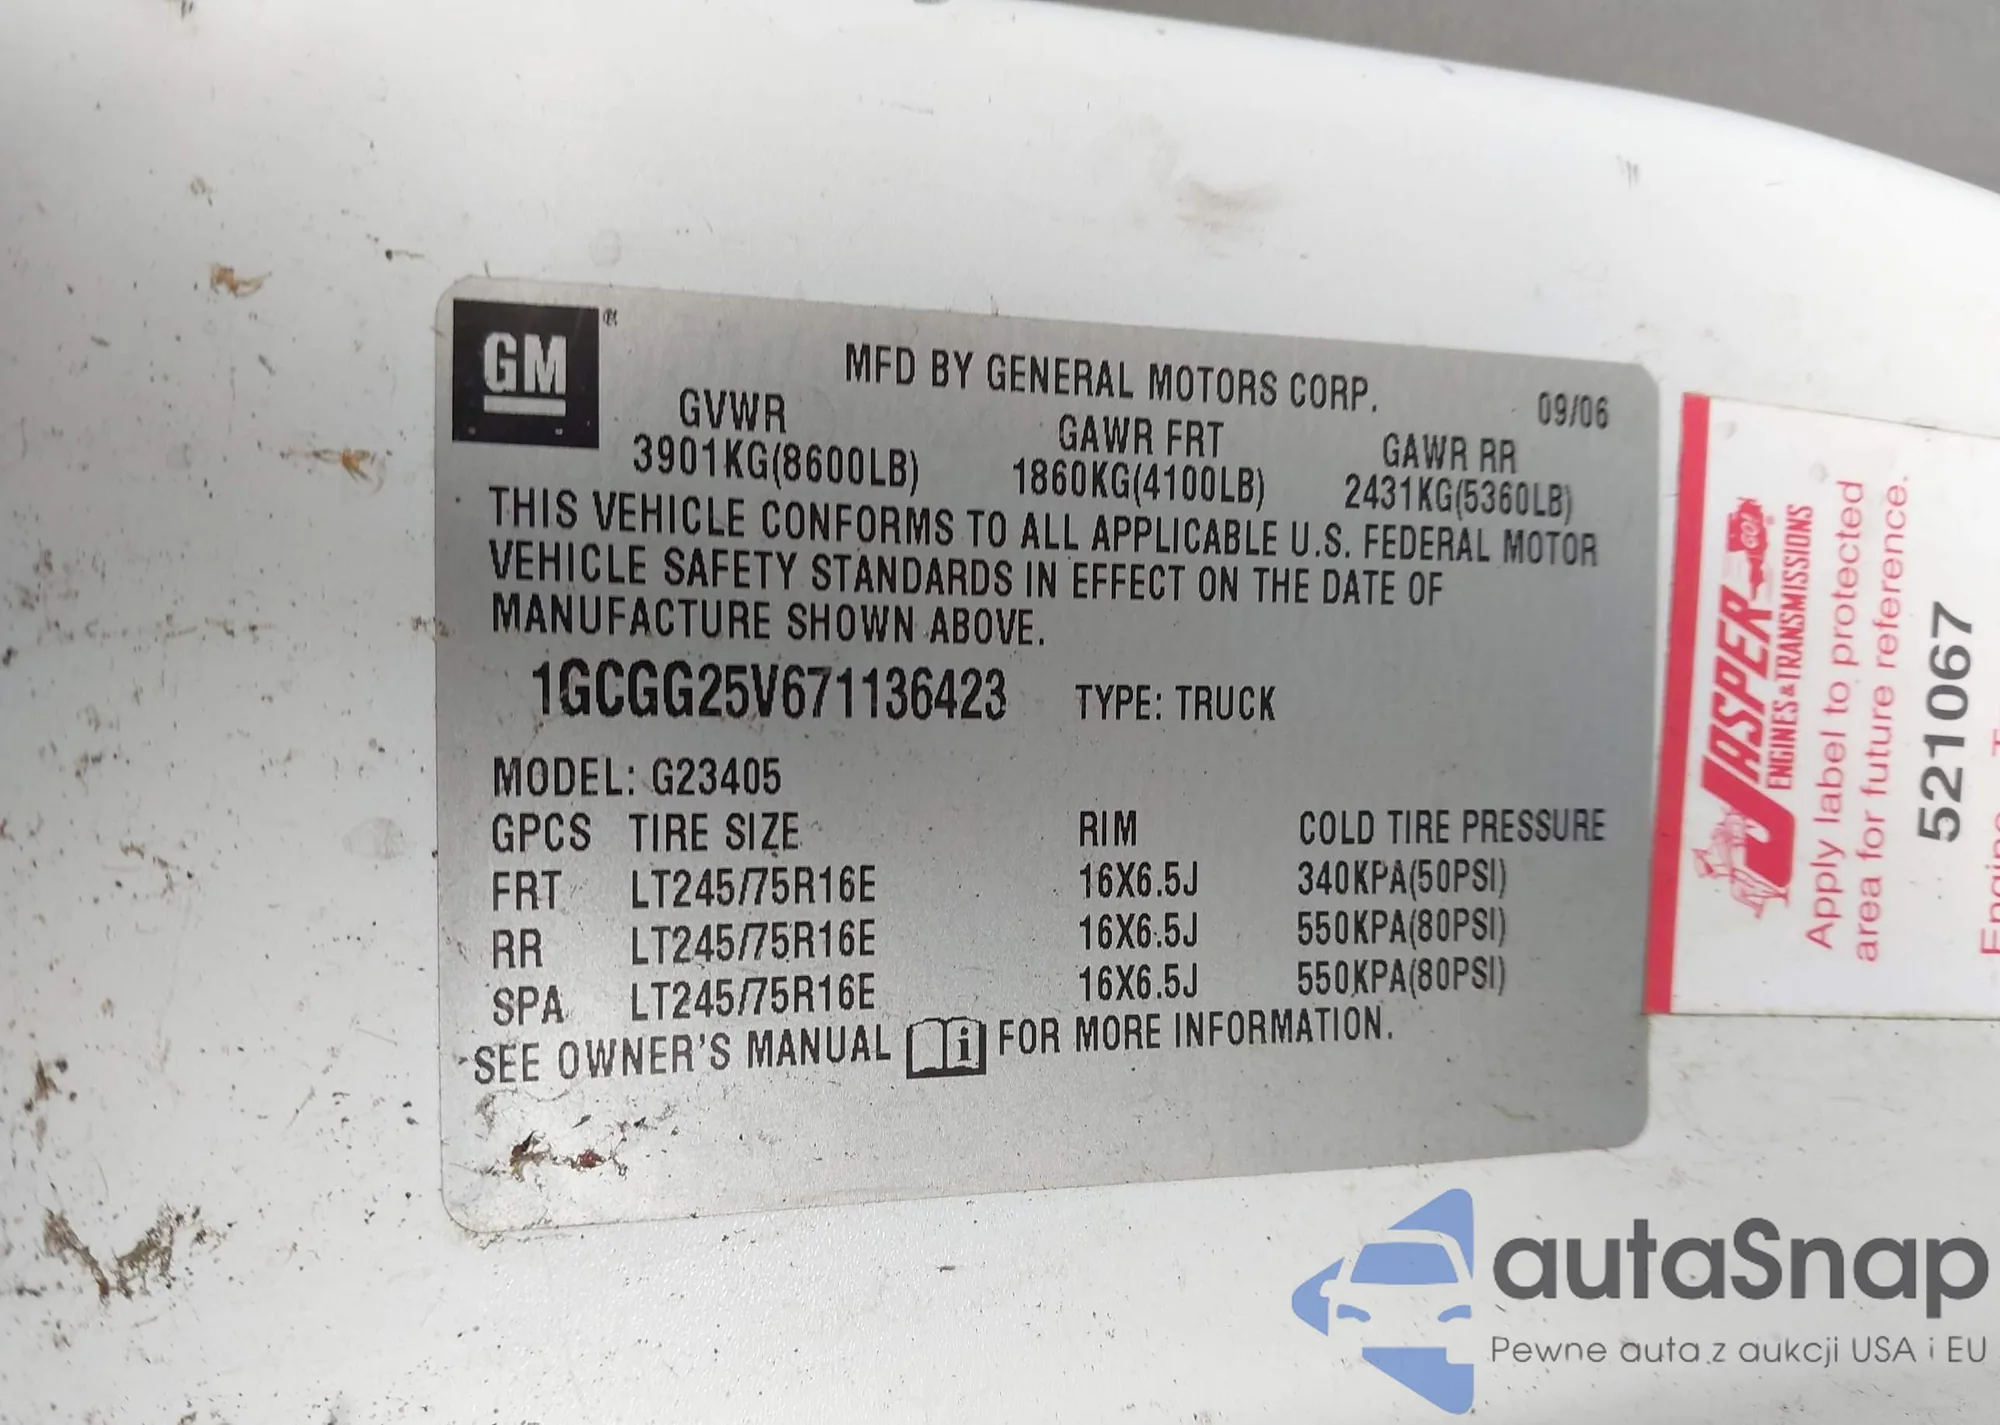 GM
MFD BY GENERAL MOTORS CORP.
09/06
GVWR GAWR FRT GAWR RR
3901KG(8600LB) 1860KG(4100LB) 2431KG(5360LB)
THIS VEHICLE CONFORMS TO ALL APPLICABLE U.S. FEDERAL MOTOR
VEHICLE SAFETY STANDARDS IN EFFECT ON THE DATE OF
MANUFACTURE SHOWN ABOVE.
1GCGG25V671136423 TYPE: TRUCK
MODEL: G23405
GPCS TIRE SIZE RIM COLD TIRE PRESSURE
FRT LT245/75R16E 16X6.5J 340KPA(50PSI)
RR LT245/75R16E 16X6.5J 550KPA(80PSI)
SPA LT245/75R16E 16X6.5J 550KPA(80PSI)
SEE OWNER'S MANUAL i FOR MORE INFORMATION.
JASPER
ENGINES & TRANSMISSIONS
Apply label to protected
area for future reference.
521067
autaSnap
Pewne auta z aukcji USA i EU